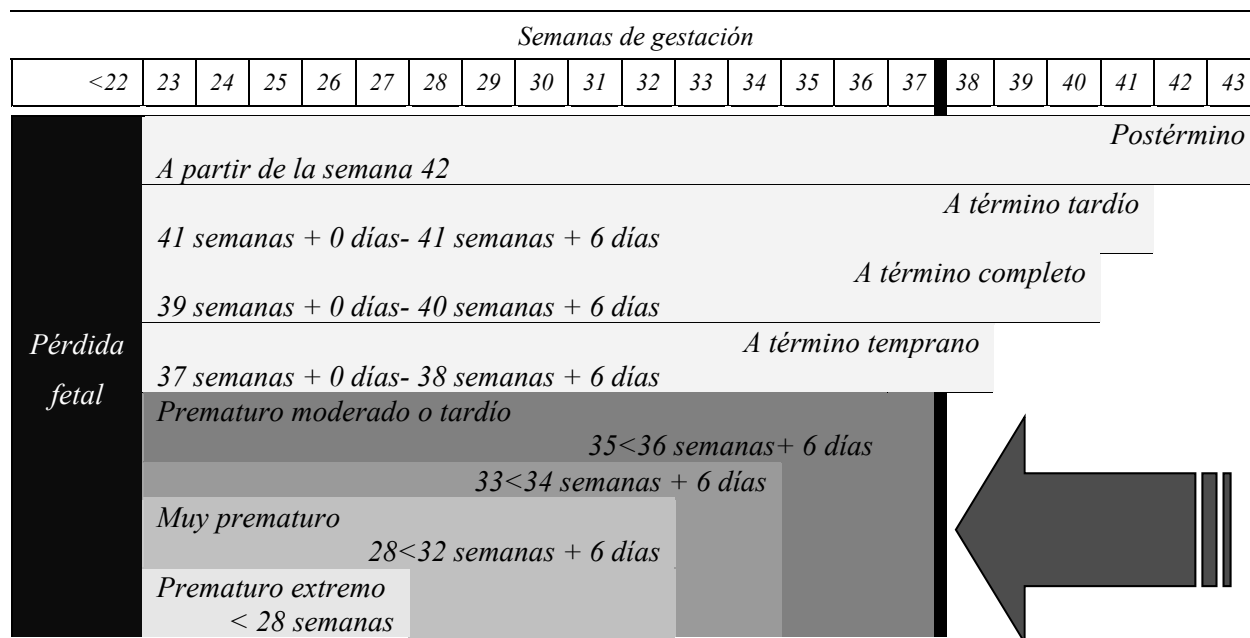 Semanas de gestación
<22 23 24 25 26 27 28 29 30 31 32 33 34 35 36 37 38 39 40 41 42 43
Postérmino
A partir de la semana 42
A término tardío
41 semanas + 0 días- 41 semanas + 6 días
A término completo
39 semanas + 0 días- 40 semanas + 6 días
Pérdida
fetal
A término temprano
37 semanas + 0 días- 38 semanas + 6 días
Prematuro moderado o tardío
35<36 semanas+ 6 días
33<34 semanas + 6 días
Muy prematuro
28<32 semanas + 6 días
Prematuro extremo
< 28 semanas